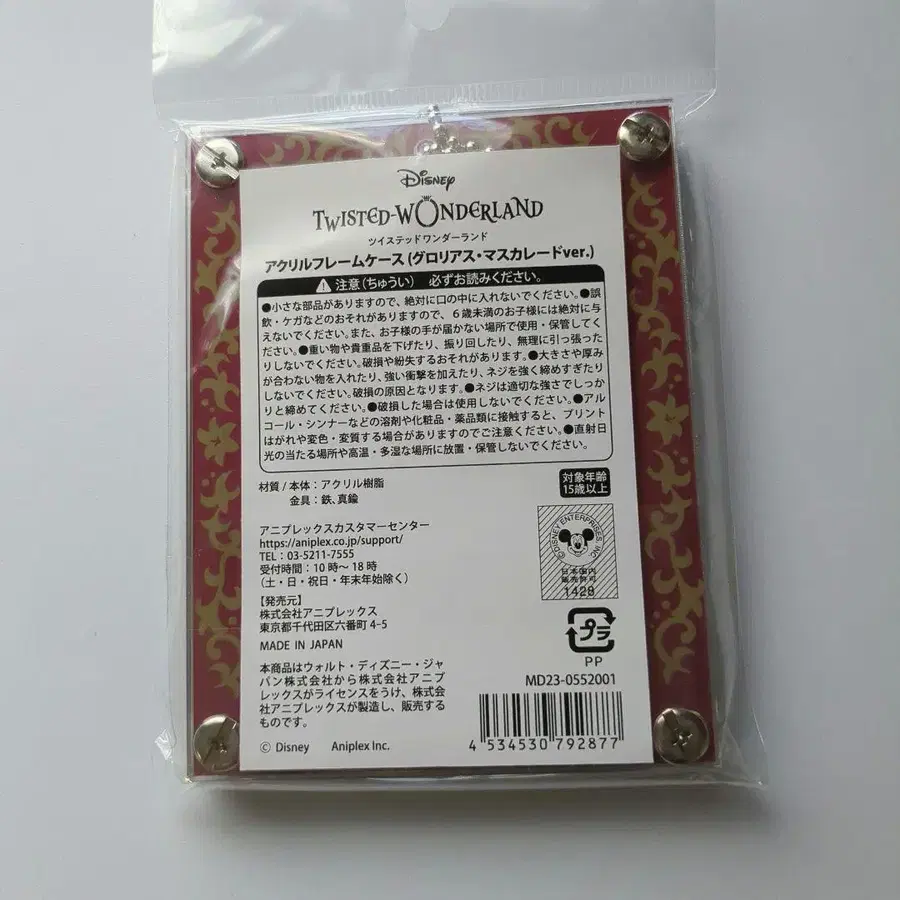 Disney
TWISTED-WONDERLAND
ツイステッドワンダーランド
アクリルフレームケース (グロリアス・マスカレードver.)
注意(ちゅうい) 必ずお読みください。
●小さな部品がありますので、絶対に口の中に入れないでください。●誤
飲・ケガなどのおそれがありますので、６歳未満のお子様には絶対に与
えないでください。また、お子様の手が届かない場所で使用・保管してく
ださい。●重い物や貴重品を下げたり、振り回したり、無理に引っ張った
りしないでください。破損や紛失するおそれがあります。●大きさや厚み
が合わない物を入れたり、強い衝撃を加えたり、ネジを強く締めすぎたり
しないでください。破損の原因となります。●ネジは適切な強さでしっか
りと締めてください。●破損した場合は使用しないでください。●アル
コール・シンナーなどの溶剤や化粧品・薬品類に接触すると、プリント
はがれや変色・変質する場合がありますのでご注意ください。●直射日
光の当たる場所や高温・多湿な場所に放置・保管しないでください。
材質 / 本体：アクリル樹脂
金具：鉄、真鍮
対象年齢
15歳以上
アニプレックスカスタマーセンター
https://aniplex.co.jp/support/
TEL：03-5211-7555
受付時間：10時〜18時
（土・日・祝日・年末年始除く）
©DISNEY ENTERPRISES, INC.
日本国内
販売許可
1428
【発売元】
株式会社アニプレックス
東京都千代田区六番町 4-5
MADE IN JAPAN
プラ
PP
MD23-0552001
本商品はウォルト・ディズニー・ジャ
パン株式会社から株式会社アニプ
レックスがライセンスをうけ、株式会
社アニプレックスが製造し、販売する
ものです。
© Disney Aniplex Inc.
4 534530 792877